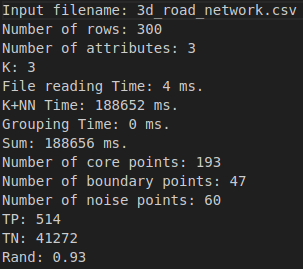 Input filename: 3d_road_network.csv
Number of rows: 300
Number of attributes: 3
K: 3
File reading Time: 4 ms.
K+NN Time: 188652 ms.
Grouping Time: 0 ms.
Sum: 188656 ms.
Number of core points: 193
Number of boundary points: 47
Number of noise points: 60
TP: 514
TN: 41272
Rand: 0.93